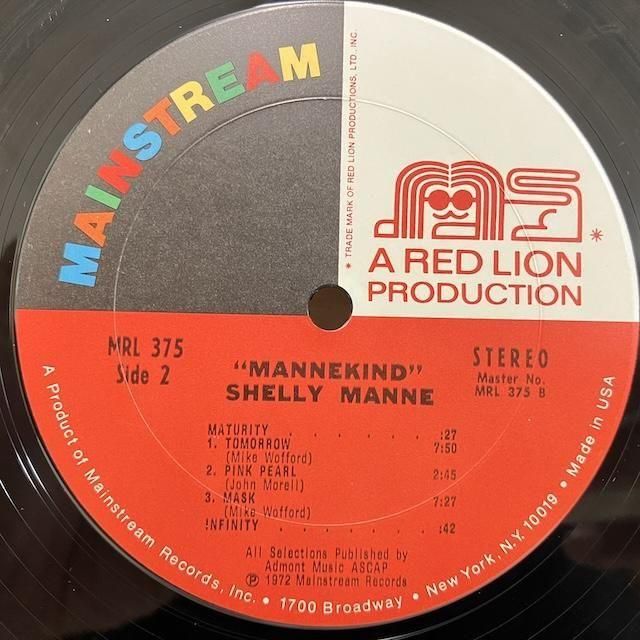 MAINSTREAM
* TRADE MARK OF RED LION PRODUCTIONS, LTD., INC.
*
A RED LION
PRODUCTION
MRL 375
Side 2
"MANNEKIND"
SHELLY MANNE
STEREO
Master No.
MRL 375 B
MATURITY . . . . . . :27
1. TOMORROW 7:50
(Mike Wofford)
2. PINK PEARL 2:45
(John Morell)
3. MASK 7:27
(Mike Wofford)
INFINITY . . . . . . . :42
All Selections Published by
Admont Music ASCAP
℗ 1972 Mainstream Records
A Product of Mainstream Records, Inc. • 1700 Broadway • New York, N.Y. 10019 • Made in USA